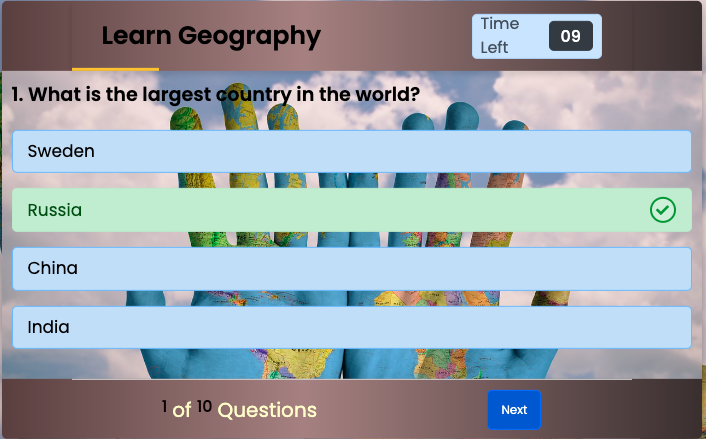 Learn Geography
Time
Left
09
1. What is the largest country in the world?
Sweden
Russia
China
India
1 of 10 Questions
Next